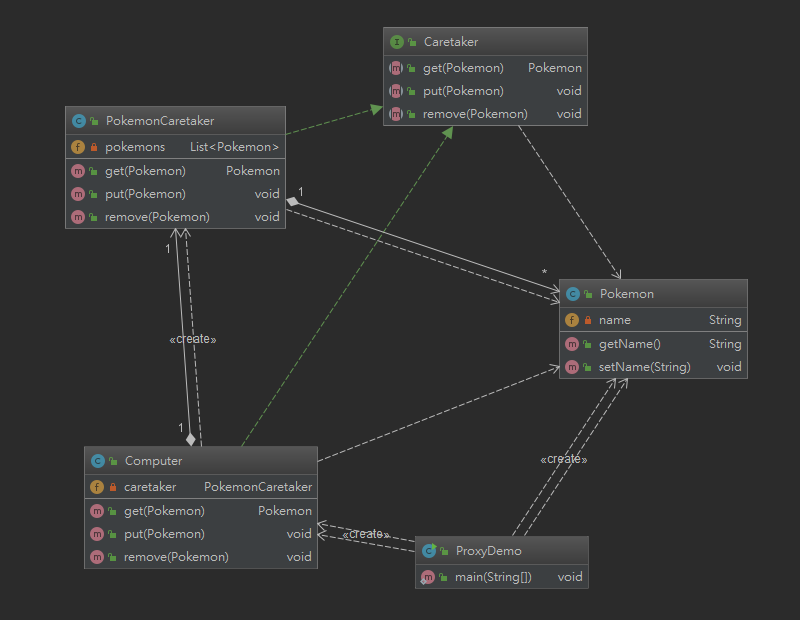 Caretaker
get(Pokemon) Pokemon
put(Pokemon) void
remove(Pokemon) void
PokemonCaretaker
pokemons List<Pokemon>
get(Pokemon) Pokemon
put(Pokemon) void
remove(Pokemon) void
1
1
*
Pokemon
name String
getName() String
setName(String) void
«create»
1
Computer
caretaker PokemonCaretaker
get(Pokemon) Pokemon
put(Pokemon) void
remove(Pokemon) void
«create»
«create»
ProxyDemo
main(String[]) void